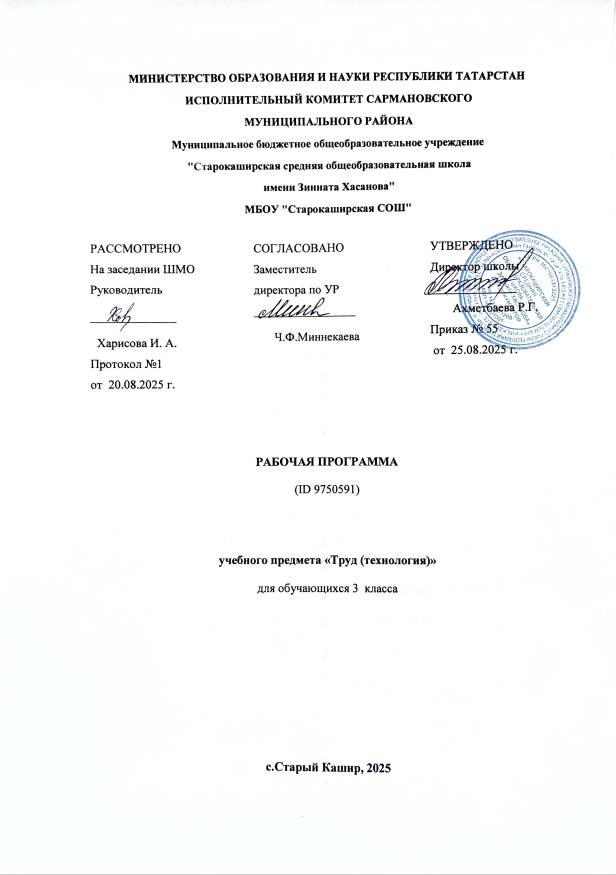 МИНИСТЕРСТВО ОБРАЗОВАНИЯ И НАУКИ РЕСПУБЛИКИ ТАТАРСТАН
ИСПОЛНИТЕЛЬНЫЙ КОМИТЕТ САРМАНОВСКОГО
МУНИЦИПАЛЬНОГО РАЙОНА
Муниципальное бюджетное общеобразовательное учреждение
"Старокаширская средняя общеобразовательная школа
имени Зинната Хасанова"
МБОУ "Старокаширская СОШ"
РАССМОТРЕНО
На заседании ШМО
Руководитель
Харисова И. А.
Протокол №1
от 20.08.2025 г.
СОГЛАСОВАНО
Заместитель
директора по УР
Ч.Ф.Миннекаева
УТВЕРЖДЕНО
Директор школы
Ахметбаева Р.Г.
Приказ № 55
от 25.08.2025 г.
РАБОЧАЯ ПРОГРАММА
(ID 9750591)
учебного предмета «Труд (технология)»
для обучающихся 3 класса
с.Старый Кашир, 2025